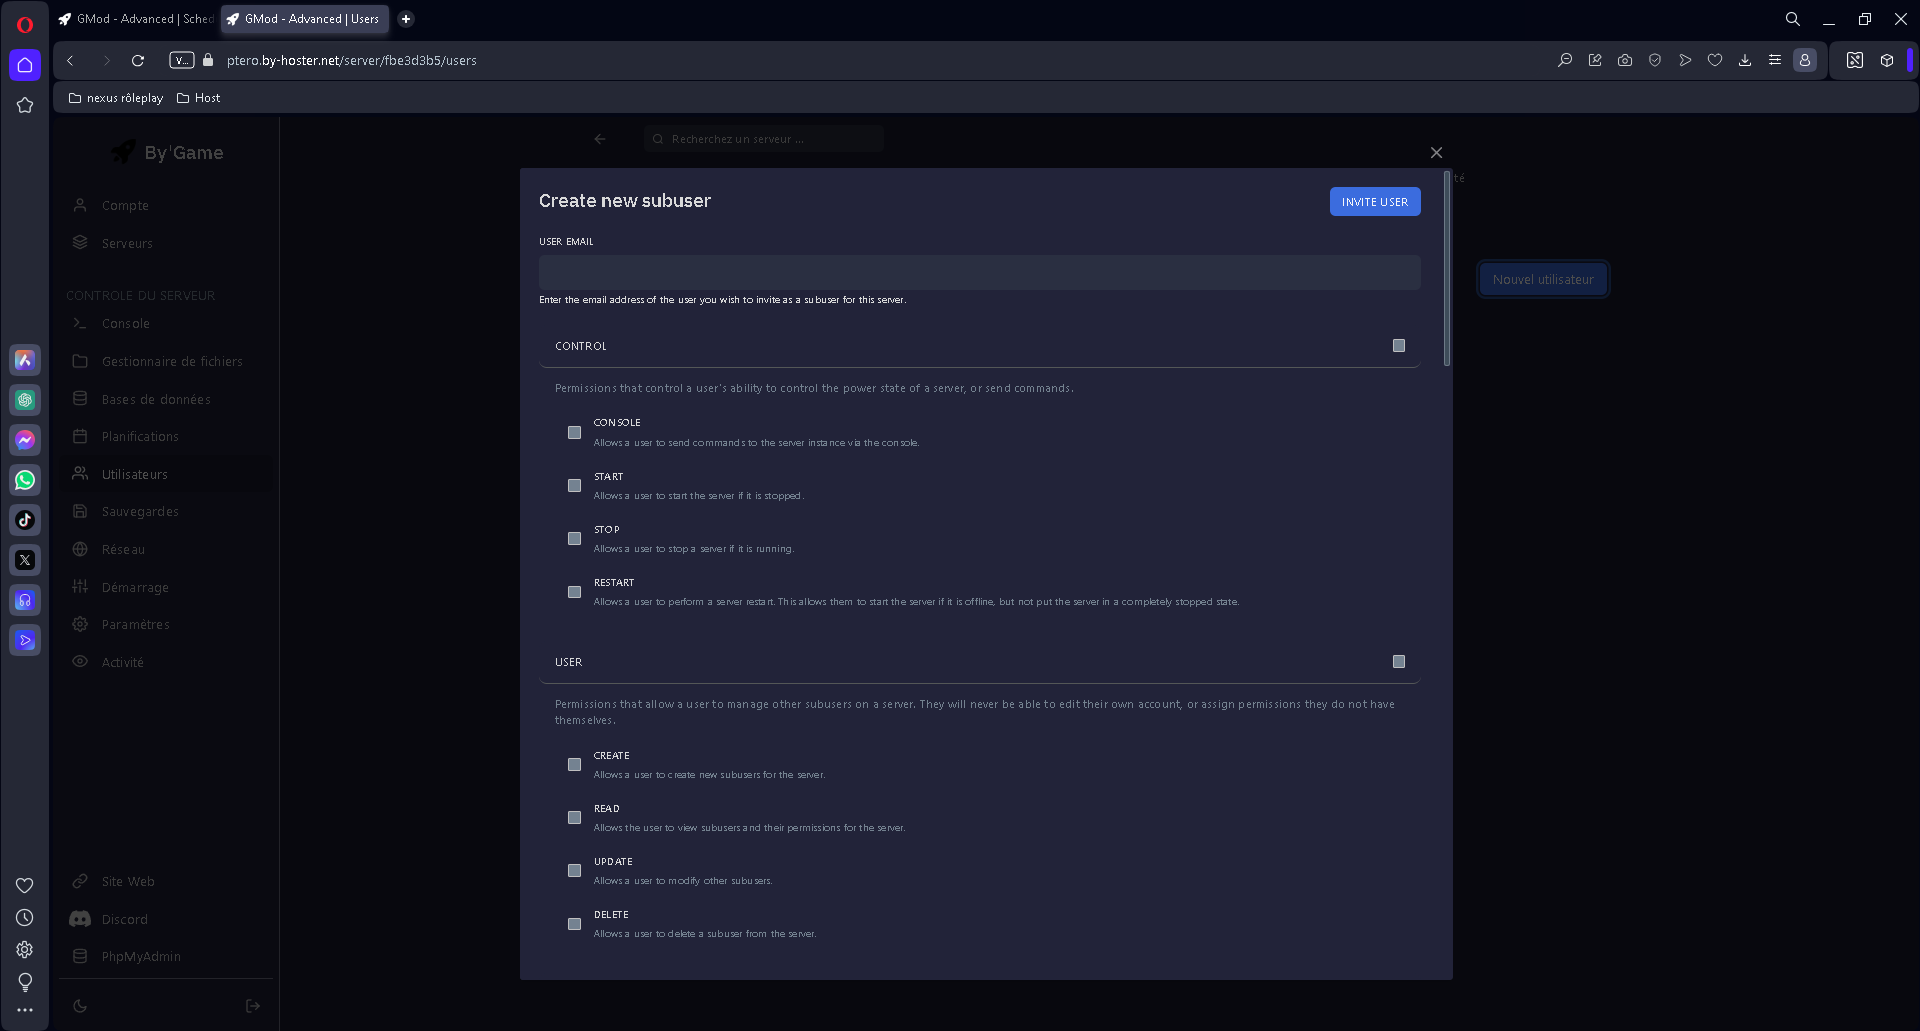 GMod - Advanced | Sched
GMod - Advanced | Users
V...
ptero.by-hoster.net/server/fbe3d3b5/users
nexus rôleplay
Host
By'Game
Recherchez un serveur ...
té
Compte
Serveurs
CONTROLE DU SERVEUR
Console
Gestionnaire de fichiers
Bases de données
Planifications
Utilisateurs
Sauvegardes
Réseau
Démarrage
Paramètres
Activité
Site Web
Discord
PhpMyAdmin
Nouvel utilisateur
Create new subuser
INVITE USER
USER EMAIL
Enter the email address of the user you wish to invite as a subuser for this server.
CONTROL
Permissions that control a user's ability to control the power state of a server, or send commands.
CONSOLE
Allows a user to send commands to the server instance via the console.
START
Allows a user to start the server if it is stopped.
STOP
Allows a user to stop a server if it is running.
RESTART
Allows a user to perform a server restart. This allows them to start the server if it is offline, but not put the server in a completely stopped state.
USER
Permissions that allow a user to manage other subusers on a server. They will never be able to edit their own account, or assign permissions they do not have
themselves.
CREATE
Allows a user to create new subusers for the server.
READ
Allows the user to view subusers and their permissions for the server.
UPDATE
Allows a user to modify other subusers.
DELETE
Allows a user to delete a subuser from the server.